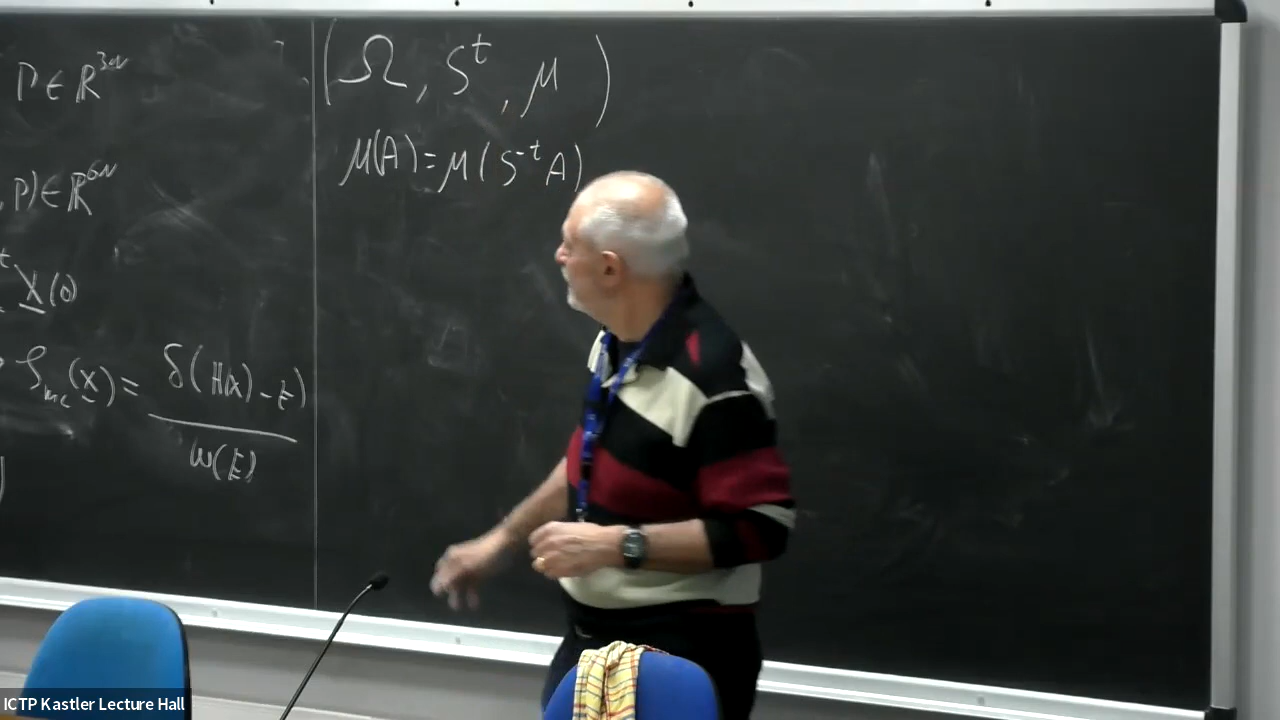 P ∈ ℝ^{3N}
, P) ∈ ℝ^{6N}
^t X(0)
ρ_{mc}(x) = δ(H(x) - E) / ω(E)
(Ω, S^t, μ)
μ(A) = μ(S^{-t}A)
ICTP Kastler Lecture Hall